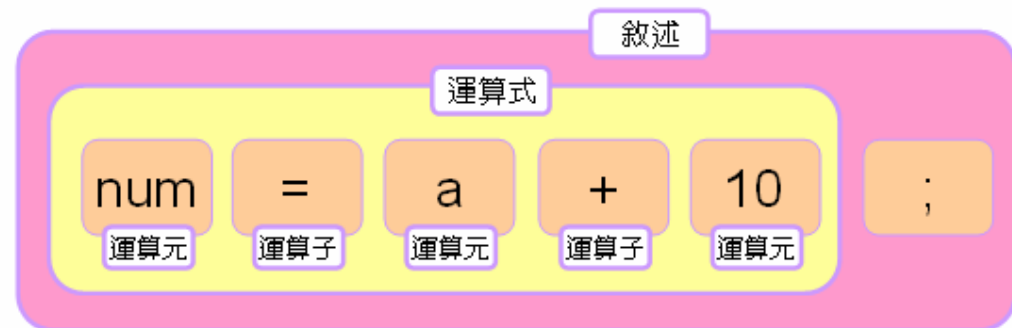 敘述
運算式
num = a + 10 ;
運算元 運算子 運算元 運算子 運算元